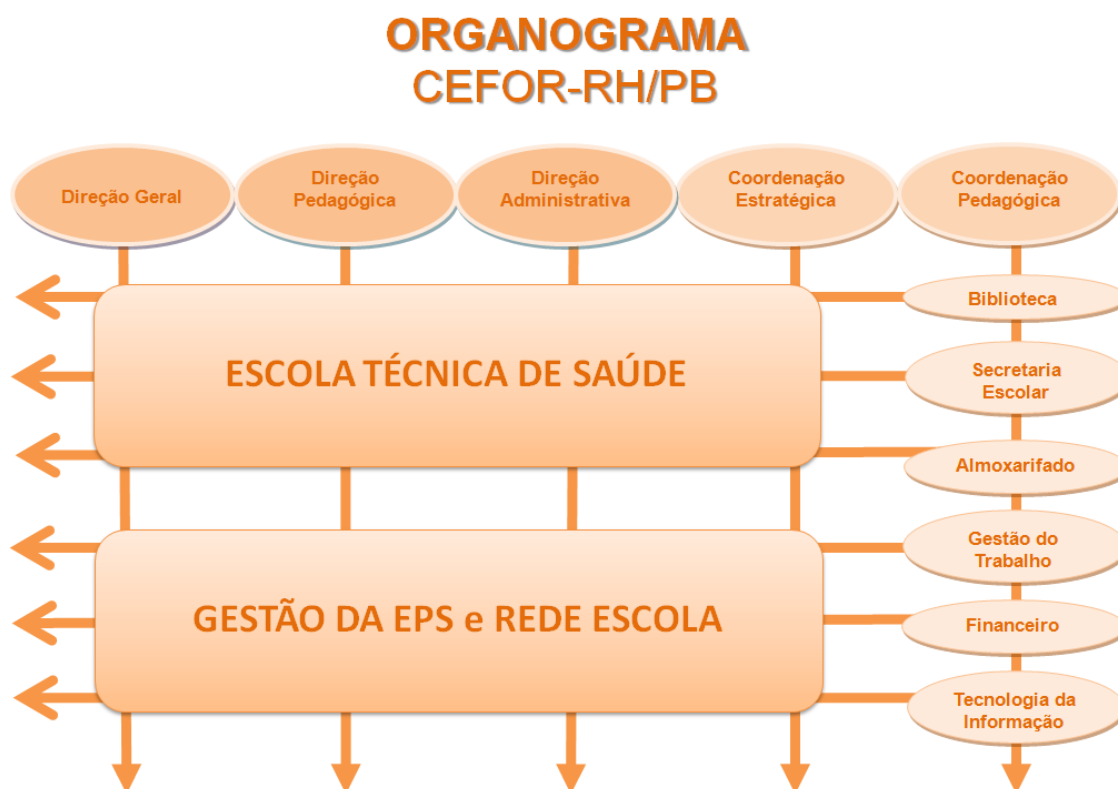 ORGANOGRAMA
CEFOR-RH/PB
Direção Geral
Direção
Pedagógica
Direção
Administrativa
Coordenação
Estratégica
Coordenação
Pedagógica
Biblioteca
ESCOLA TÉCNICA DE SAÚDE
Secretaria
Escolar
Almoxarifado
Gestão do
Trabalho
GESTÃO DA EPS e REDE ESCOLA
Financeiro
Tecnologia da
Informação